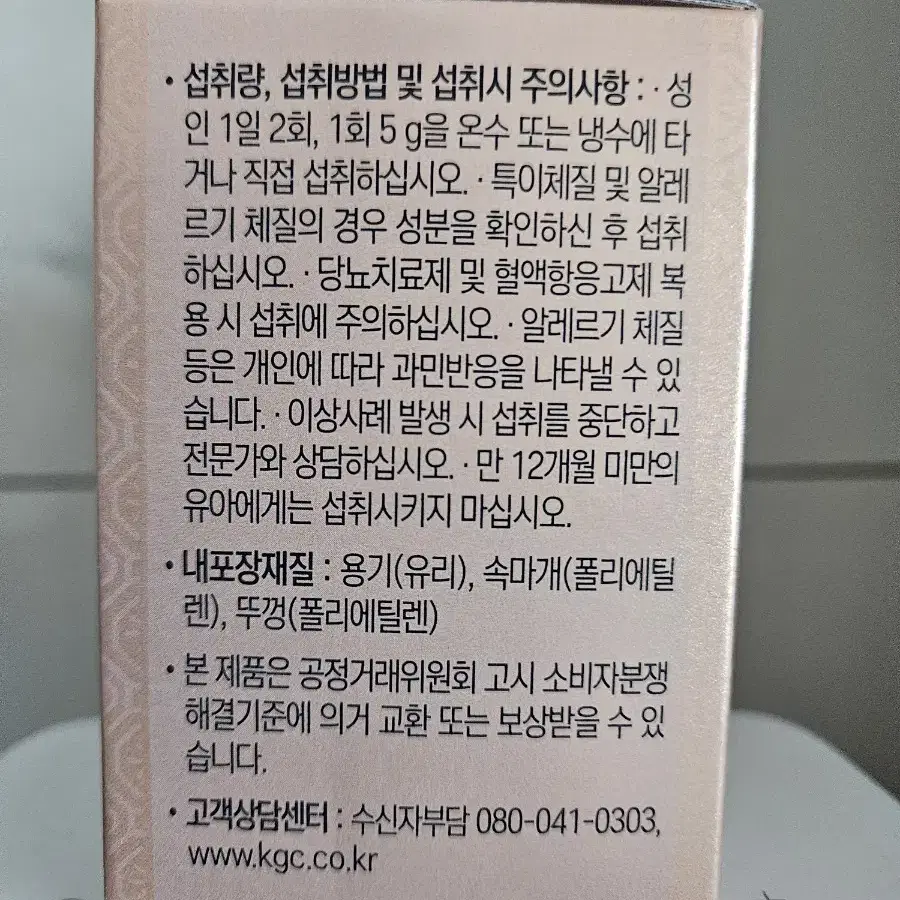 • 섭취량, 섭취방법 및 섭취시 주의사항 : · 성
인 1일 2회, 1회 5 g을 온수 또는 냉수에 타
거나 직접 섭취하십시오. · 특이체질 및 알레
르기 체질의 경우 성분을 확인하신 후 섭취
하십시오. · 당뇨치료제 및 혈액항응고제 복
용 시 섭취에 주의하십시오. · 알레르기 체질
등은 개인에 따라 과민반응을 나타낼 수 있
습니다. · 이상사례 발생 시 섭취를 중단하고
전문가와 상담하십시오. · 만 12개월 미만의
유아에게는 섭취시키지 마십시오.
• 내포장재질 : 용기(유리), 속마개(폴리에틸
렌), 뚜껑(폴리에틸렌)
• 본 제품은 공정거래위원회 고시 소비자분쟁
해결기준에 의거 교환 또는 보상받을 수 있
습니다.
• 고객상담센터 : 수신자부담 080-041-0303,
www.kgc.co.kr